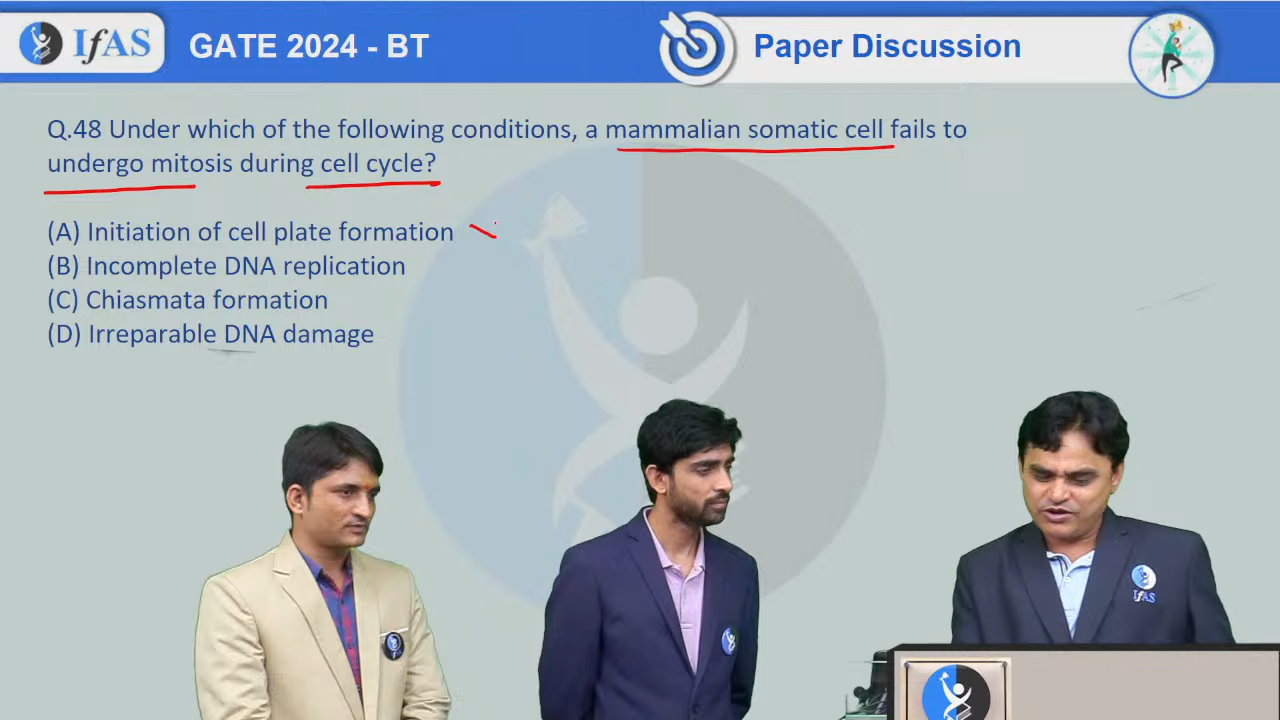 IfAS
GATE 2024 - BT
Paper Discussion
Q.48 Under which of the following conditions, a mammalian somatic cell fails to
undergo mitosis during cell cycle?
(A) Initiation of cell plate formation
(B) Incomplete DNA replication
(C) Chiasmata formation
(D) Irreparable DNA damage
IfAS